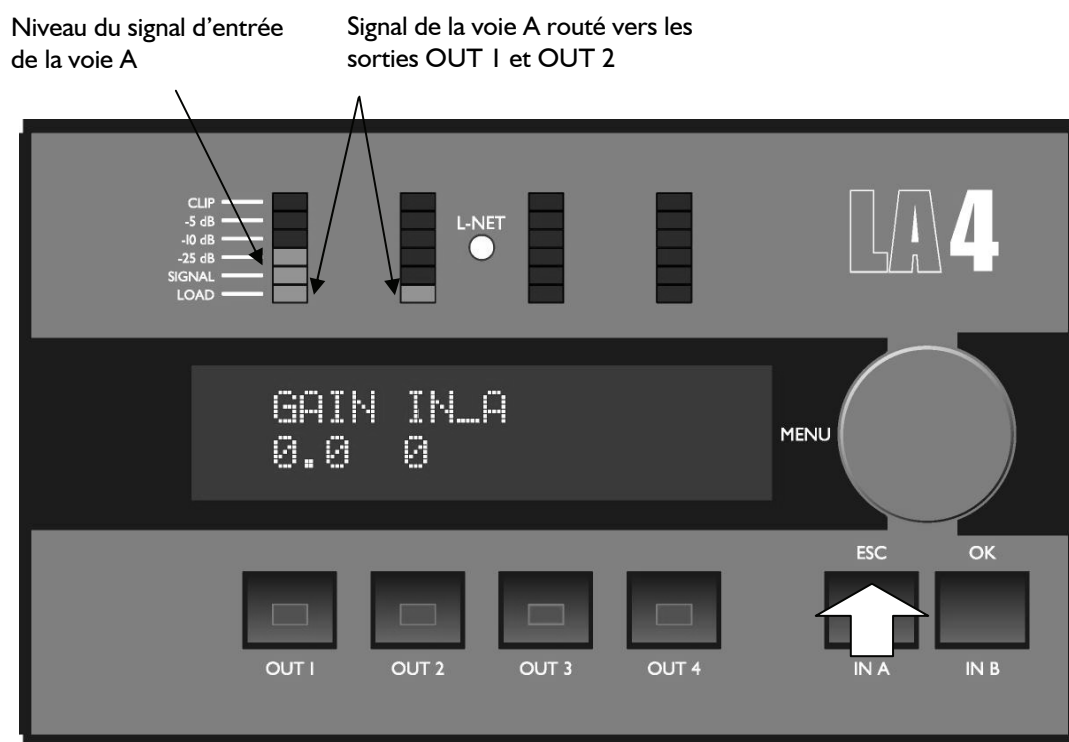 Niveau du signal d’entrée
de la voie A
Signal de la voie A routé vers les
sorties OUT 1 et OUT 2
CLIP
-5 dB
-10 dB
-25 dB
SIGNAL
LOAD
L-NET
LA4
GAIN IN_A
0.0 0
MENU
ESC
OK
OUT 1
OUT 2
OUT 3
OUT 4
IN A
IN B